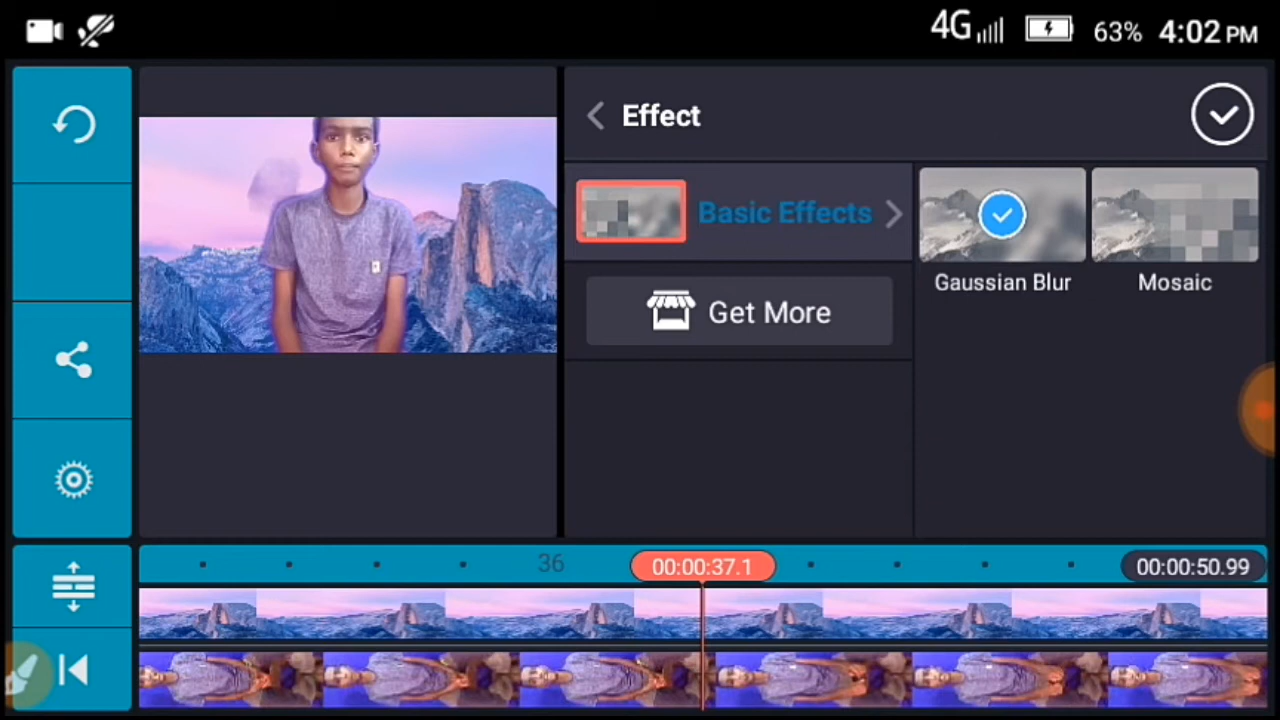 4G 63% 4:02 PM
Effect
Basic Effects
Get More
Gaussian Blur
Mosaic
36
00:00:37.1
00:00:50.99